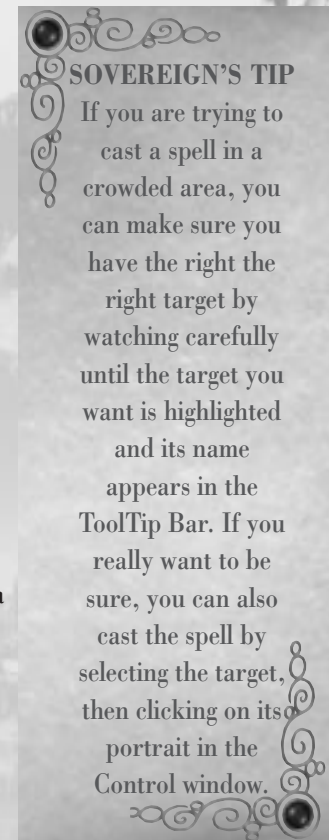 SOVEREIGN'S TIP
If you are trying to
cast a spell in a
crowded area, you
can make sure you
have the right the
right target by
watching carefully
until the target you
want is highlighted
and its name
appears in the
ToolTip Bar. If you
really want to be
sure, you can also
cast the spell by
selecting the target,
then clicking on its
portrait in the
Control window.